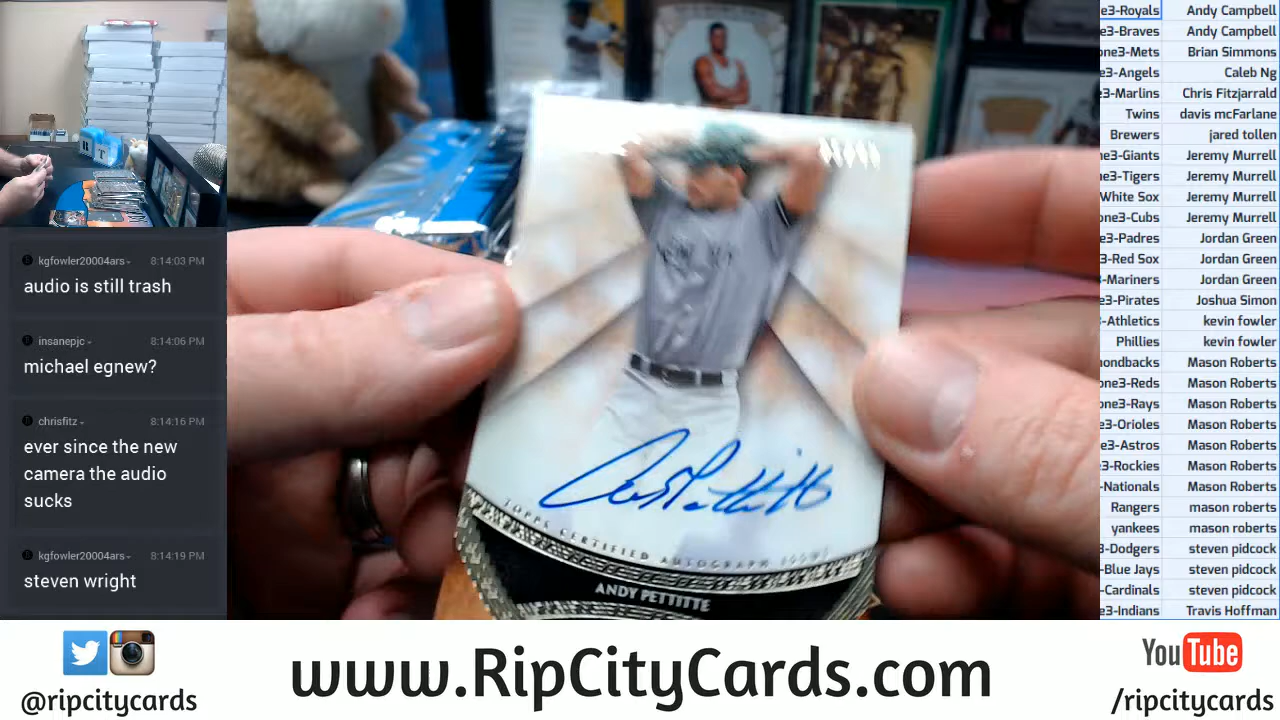 kgfowler20004ars 8:14:03 PM
audio is still trash
insanepjc 8:14:06 PM
michael egnew?
chrisfitz 8:14:16 PM
ever since the new
camera the audio
sucks
kgfowler20004ars 8:14:19 PM
steven wright
TOPPS CERTIFIED AUTOGRAPH ISSUE
ANDY PETTITTE
e3-Royals Andy Campbell
e3-Braves Andy Campbell
one3-Mets Brian Simmons
e3-Angels Caleb Ng
e3-Marlins Chris Fitzjarrald
Twins davis mcFarlane
Brewers jared tollen
ne3-Giants Jeremy Murrell
ne3-Tigers Jeremy Murrell
White Sox Jeremy Murrell
one3-Cubs Jeremy Murrell
e3-Padres Jordan Green
3-Red Sox Jordan Green
-Mariners Jordan Green
e3-Pirates Joshua Simon
-Athletics kevin fowler
Phillies kevin fowler
mondbacks Mason Roberts
one3-Reds Mason Roberts
one3-Rays Mason Roberts
e3-Orioles Mason Roberts
e3-Astros Mason Roberts
e3-Rockies Mason Roberts
-Nationals Mason Roberts
Rangers mason roberts
yankees mason roberts
3-Dodgers steven pidcock
-Blue Jays steven pidcock
-Cardinals steven pidcock
e3-Indians Travis Hoffman
@ripcitycards
www.RipCityCards.com
YouTube
/ripcitycards